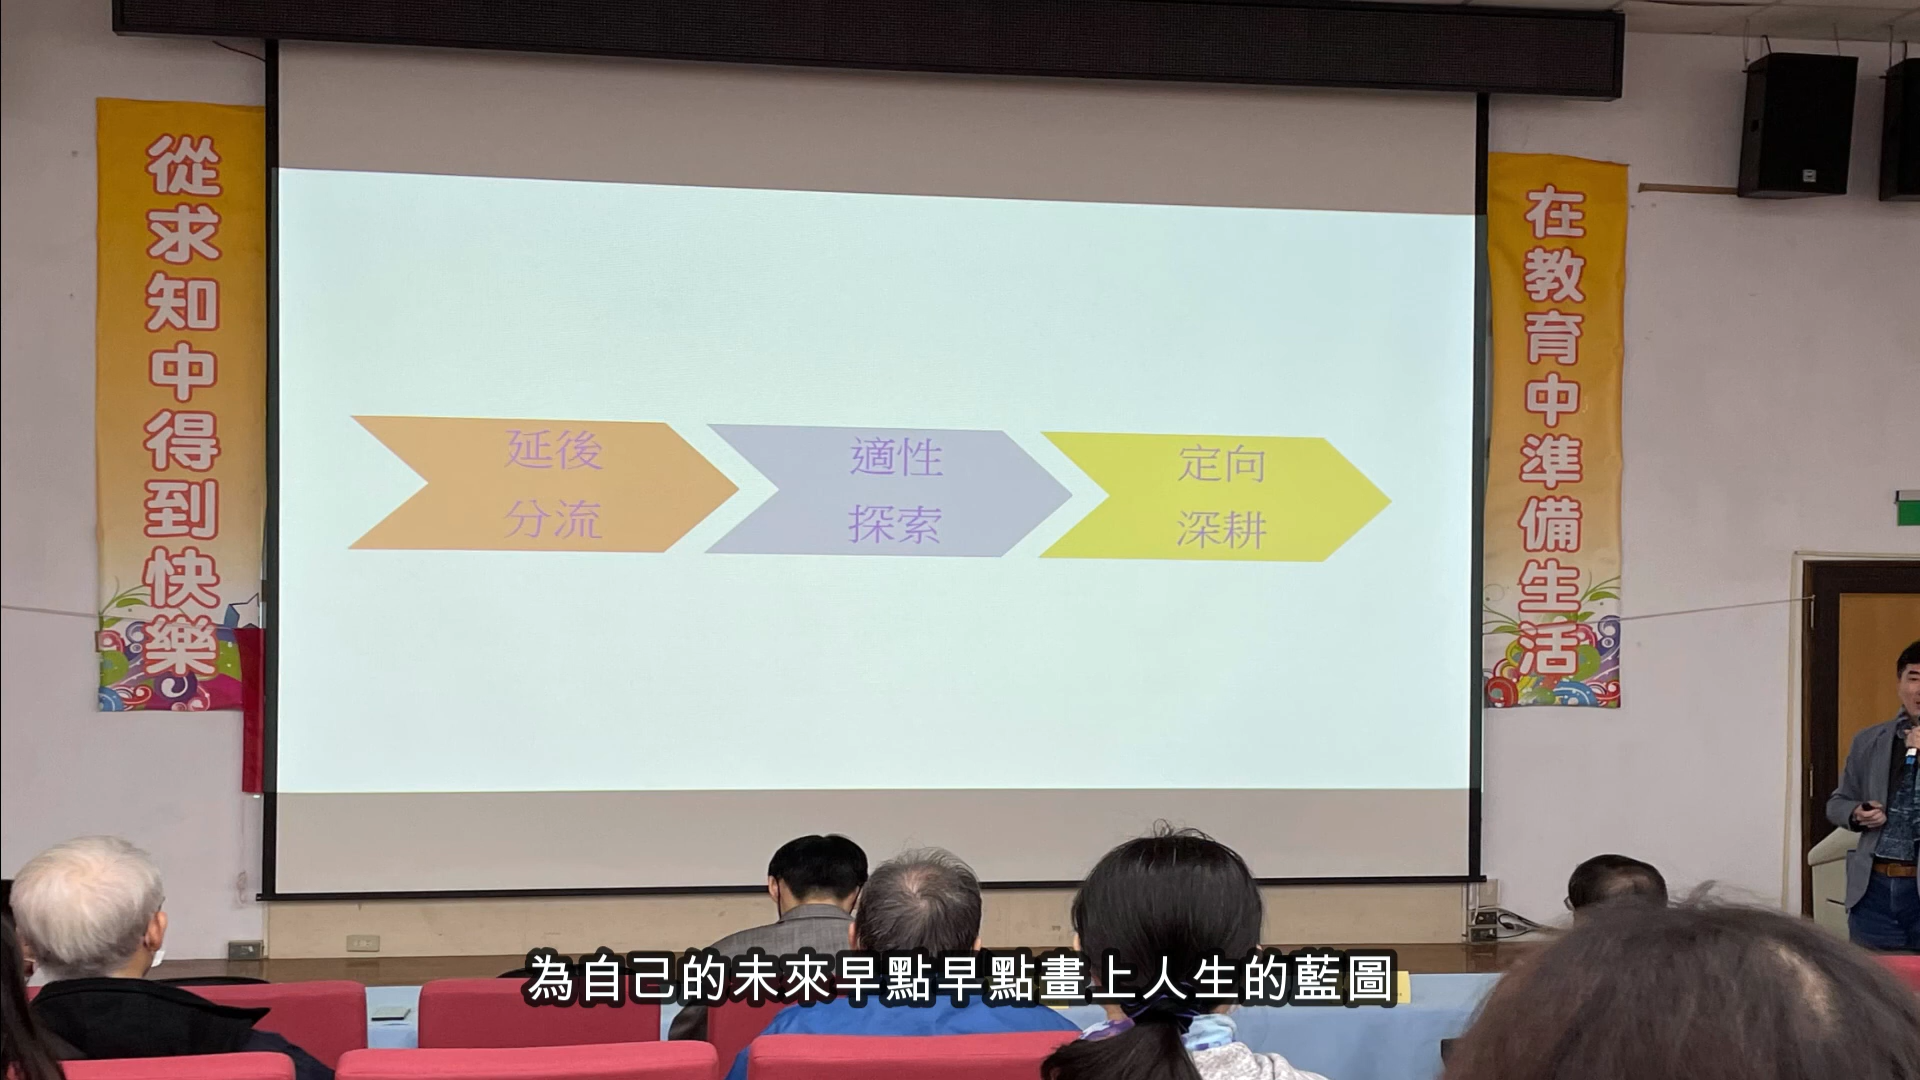 從求知中得到快樂
延後
分流
適性
探索
定向
深耕
在教育中準備生活
為自己的未來早點早點畫上人生的藍圖